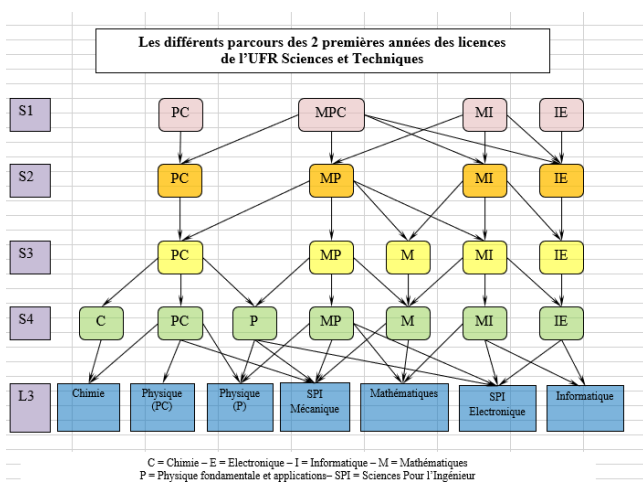 Les différents parcours des 2 premières années des licences
de l'UFR Sciences et Techniques
S1 PC MPC MI IE
S2 PC MP MI IE
S3 PC MP M MI IE
S4 C PC P MP M MI IE
L3
Chimie
Physique
(PC)
Physique
(P)
SPI
Mécanique
Mathématiques
SPI
Electronique
Informatique
C = Chimie – E = Electronique – I = Informatique – M = Mathématiques
P = Physique fondamentale et applications– SPI = Sciences Pour l'Ingénieur